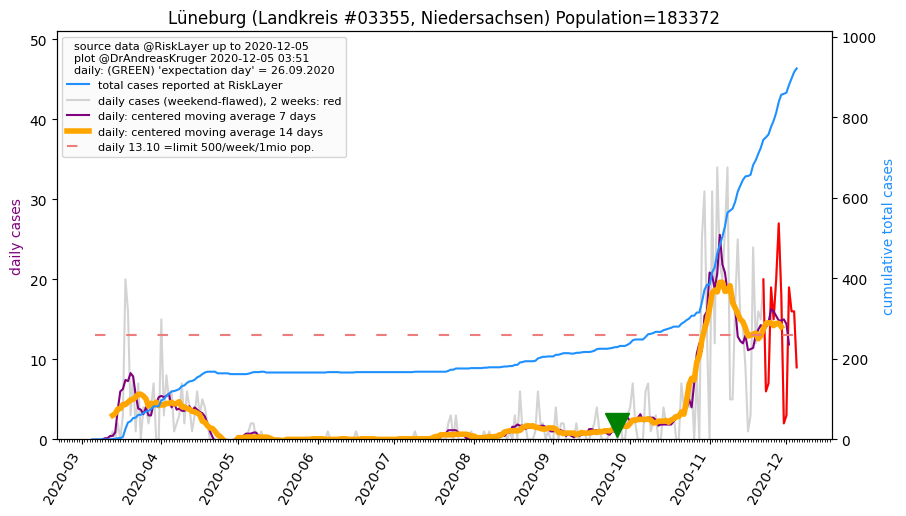 Lüneburg (Landkreis #03355, Niedersachsen) Population=183372
source data @RiskLayer up to 2020-12-05
plot @DrAndreasKruger 2020-12-05 03:51
daily: (GREEN) 'expectation day' = 26.09.2020
total cases reported at RiskLayer
daily cases (weekend-flawed), 2 weeks: red
daily: centered moving average 7 days
daily: centered moving average 14 days
daily 13.10 =limit 500/week/1mio pop.
daily cases
50
40
30
20
10
0
cumulative total cases
1000
800
600
400
200
0
2020-03
2020-04
2020-05
2020-06
2020-07
2020-08
2020-09
2020-10
2020-11
2020-12